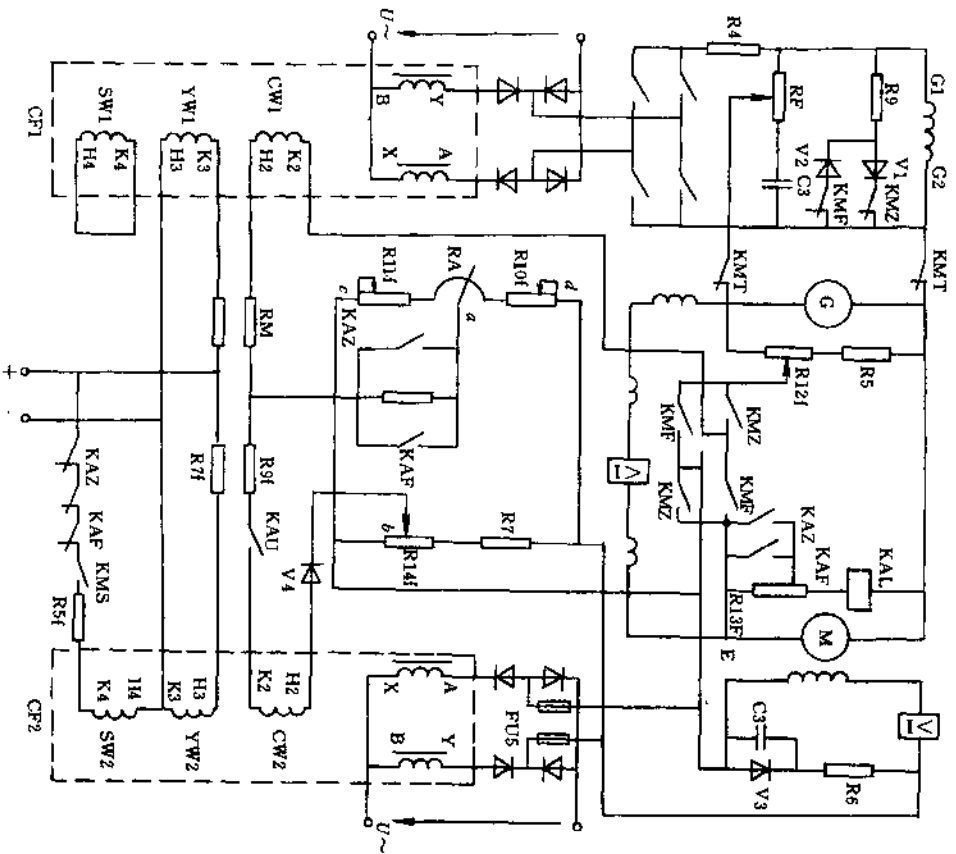 U~
R4
G1
G2
RF
R9
V2
V1
C3
KMF
KMZ
B
Y
X
A
CW1
YW1
SW1
CF1
H4
K4
H3
K3
H2
K2
KMT
KMT
R11f
RA
R10f
c
a
d
KAZ
G
R12f
R5
RM
KMF
KMZ
KAF
KMZ
KMF
KAZ
+
KAF
KAL
R7f
R9f
KAU
b
R14f
R7
R13F
KAZ
KAF
KMS
V4
E
M
R5f
K4
H4
K3
H3
K2
H2
X
A
FU5
C3
V3
R6
B
Y
SW2
YW2
CW2
CF2
U~